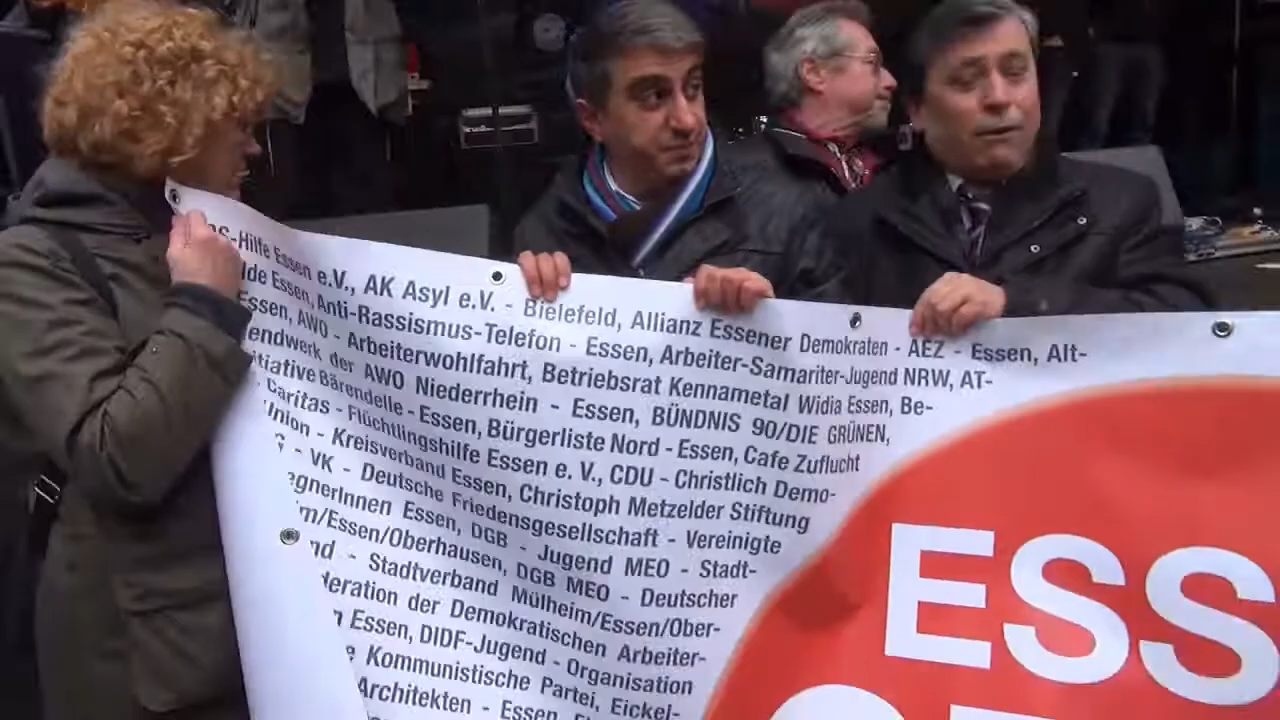 -Hilfe Essen e.V., AK Asyl e.V. - Bielefeld, Allianz Essener Demokraten - AEZ - Essen, Alt-
lde Essen, Anti-Rassismus-Telefon - Essen, Arbeiter-Samariter-Jugend NRW, AT-
Essen, AWO - Arbeiterwohlfahrt, Betriebsrat Kennametal Widia Essen, Be-
endwerk der AWO Niederrhein - Essen, BÜNDNIS 90/DIE GRÜNEN,
itiative Bärendelle - Essen, Bürgerliste Nord - Essen, Cafe Zuflucht
Caritas - Flüchtlingshilfe Essen e. V., CDU - Christlich Demo-
Union - Kreisverband Essen, Christoph Metzelder Stiftung
- VK - Deutsche Friedensgesellschaft - Vereinigte
egnerInnen Essen, DGB - Jugend MEO - Stadt-
m/Essen/Oberhausen, DGB MEO - Deutscher
nd - Stadtverband Mülheim/Essen/Ober-
deration der Demokratischen Arbeiter-
n Essen, DIDF-Jugend - Organisation
e Kommunistische Partei, Eickel-
Architekten - Essen
ESS